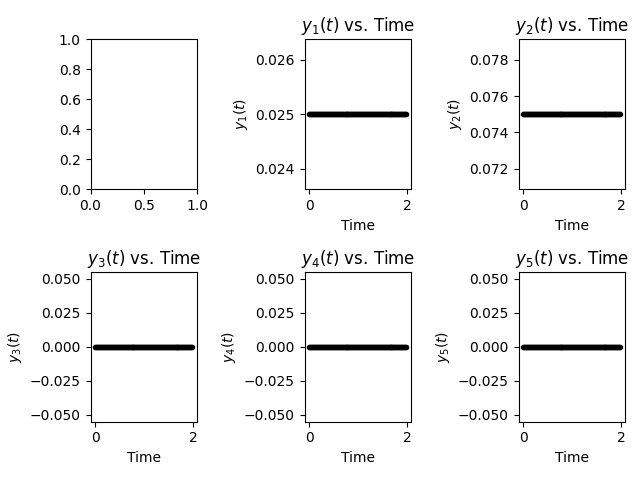 y₁(t) vs. Time
y₂(t) vs. Time
1.0
0.8
0.6
0.4
0.2
0.0
0.0 0.5 1.0
y₁(t)
0.026
0.025
0.024
0 2
Time
y₂(t)
0.078
0.076
0.074
0.072
0 2
Time
y₃(t) vs. Time
y₄(t) vs. Time
y₅(t) vs. Time
y₃(t)
0.050
0.025
0.000
−0.025
−0.050
0 2
Time
y₄(t)
0.050
0.025
0.000
−0.025
−0.050
0 2
Time
y₅(t)
0.050
0.025
0.000
−0.025
−0.050
0 2
Time